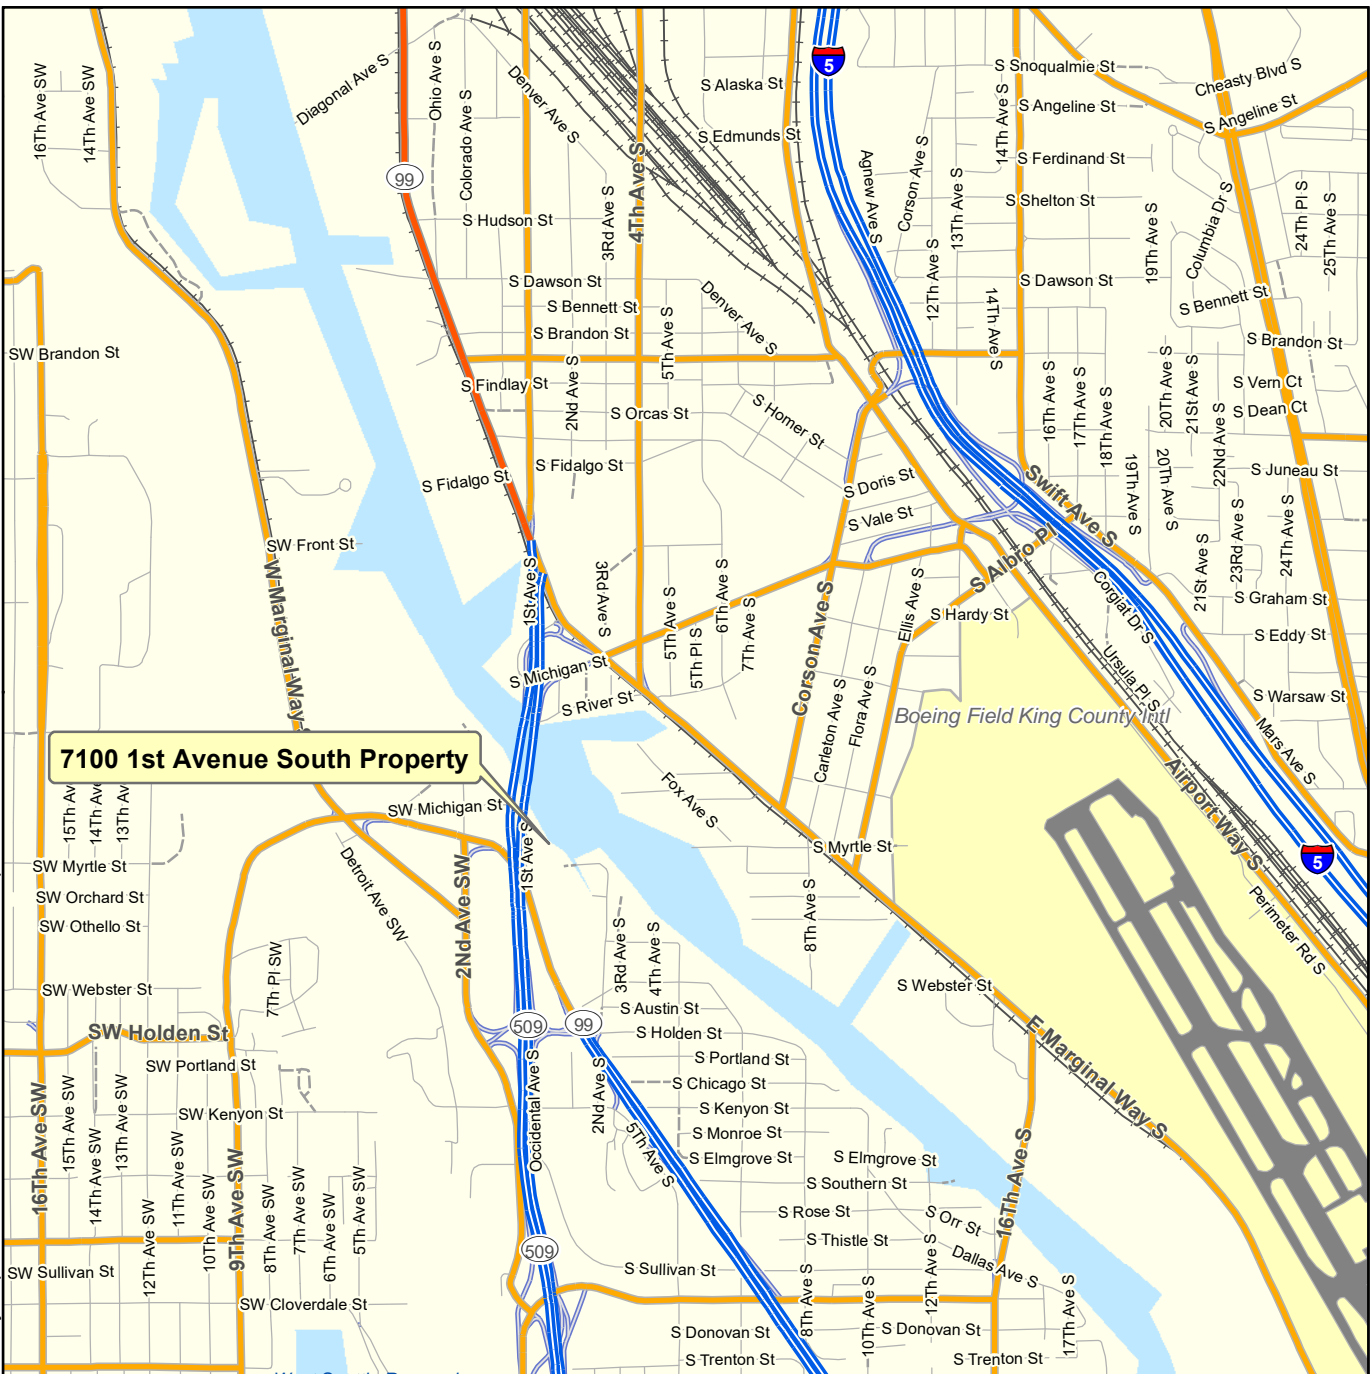 5
S Snoqualmie St
Cheasty Blvd S
Diagonal Ave S
Ohio Ave S
Colorado Ave S
Denver Ave S
S Alaska St
14Th Ave S
S Angeline St
S Angeline St
16Th Ave SW
14Th Ave SW
S Edmunds St
4Th Ave S
99
Agnew Ave S
Corson Ave S
13Th Ave S
S Ferdinand St
S Shelton St
S Hudson St
3Rd Ave S
12Th Ave S
19Th Ave S
Columbia Dr S
24Th Pl S
25Th Ave S
S Dawson St
S Dawson St
S Bennett St
S Bennett St
Denver Ave S
14Th Ave S
S Brandon St
5Th Ave S
S Brandon St
SW Brandon St
S Findlay St
2Nd Ave S
S Orcas St
S Homer St
16Th Ave S
17Th Ave S
18Th Ave S
20Th Ave S
21St Ave S
22Nd Ave S
S Vern Ct
S Dean Ct
S Fidalgo St
S Fidalgo St
S Doris St
S Vale St
Swift Ave S
19Th Ave S
20Th Ave S
S Juneau St
23Rd Ave S
24Th Ave S
21St Ave S
SW Front St
SW Marginal Way S
1St Ave S
3Rd Ave S
5Th Ave S
5Th Pl S
6Th Ave S
7Th Ave S
Corson Ave S
Ellis Ave S
S Albro Pl
S Hardy St
Corgiat Dr S
S Graham St
S Eddy St
S Michigan St
S River St
Carleton Ave S
Flora Ave S
Ursula Pl S
S Warsaw St
Boeing Field King County Intl
Mars Ave S
7100 1st Avenue South Property
15Th Av
14Th Av
13Th Av
SW Michigan St
Fox Ave S
Airport Way S
5
1St Ave S
2Nd Ave SW
Detroit Ave SW
S Myrtle St
SW Myrtle St
SW Orchard St
SW Othello St
8Th Ave S
Perimeter Rd S
3Rd Ave S
4Th Ave S
7Th Pl SW
SW Webster St
S Webster St
S Austin St
509
99
SW Holden St
S Holden St
E Marginal Way S
SW Portland St
S Portland St
Occidental Ave S
2Nd Ave S
S Chicago St
16Th Ave SW
15Th Ave SW
14Th Ave SW
13Th Ave SW
SW Kenyon St
S Kenyon St
5Th Ave S
S Monroe St
S Elmgrove St
S Elmgrove St
16Th Ave S
12Th Ave SW
11Th Ave SW
10Th Ave SW
9Th Ave SW
8Th Ave SW
7Th Ave SW
6Th Ave SW
5Th Ave SW
S Southern St
S Rose St
S Orr St
509
S Thistle St
Dallas Ave S
SW Sullivan St
S Sullivan St
8Th Ave S
10Th Ave S
12Th Ave S
17Th Ave S
SW Cloverdale St
S Donovan St
S Donovan St
S Trenton St
S Trenton St